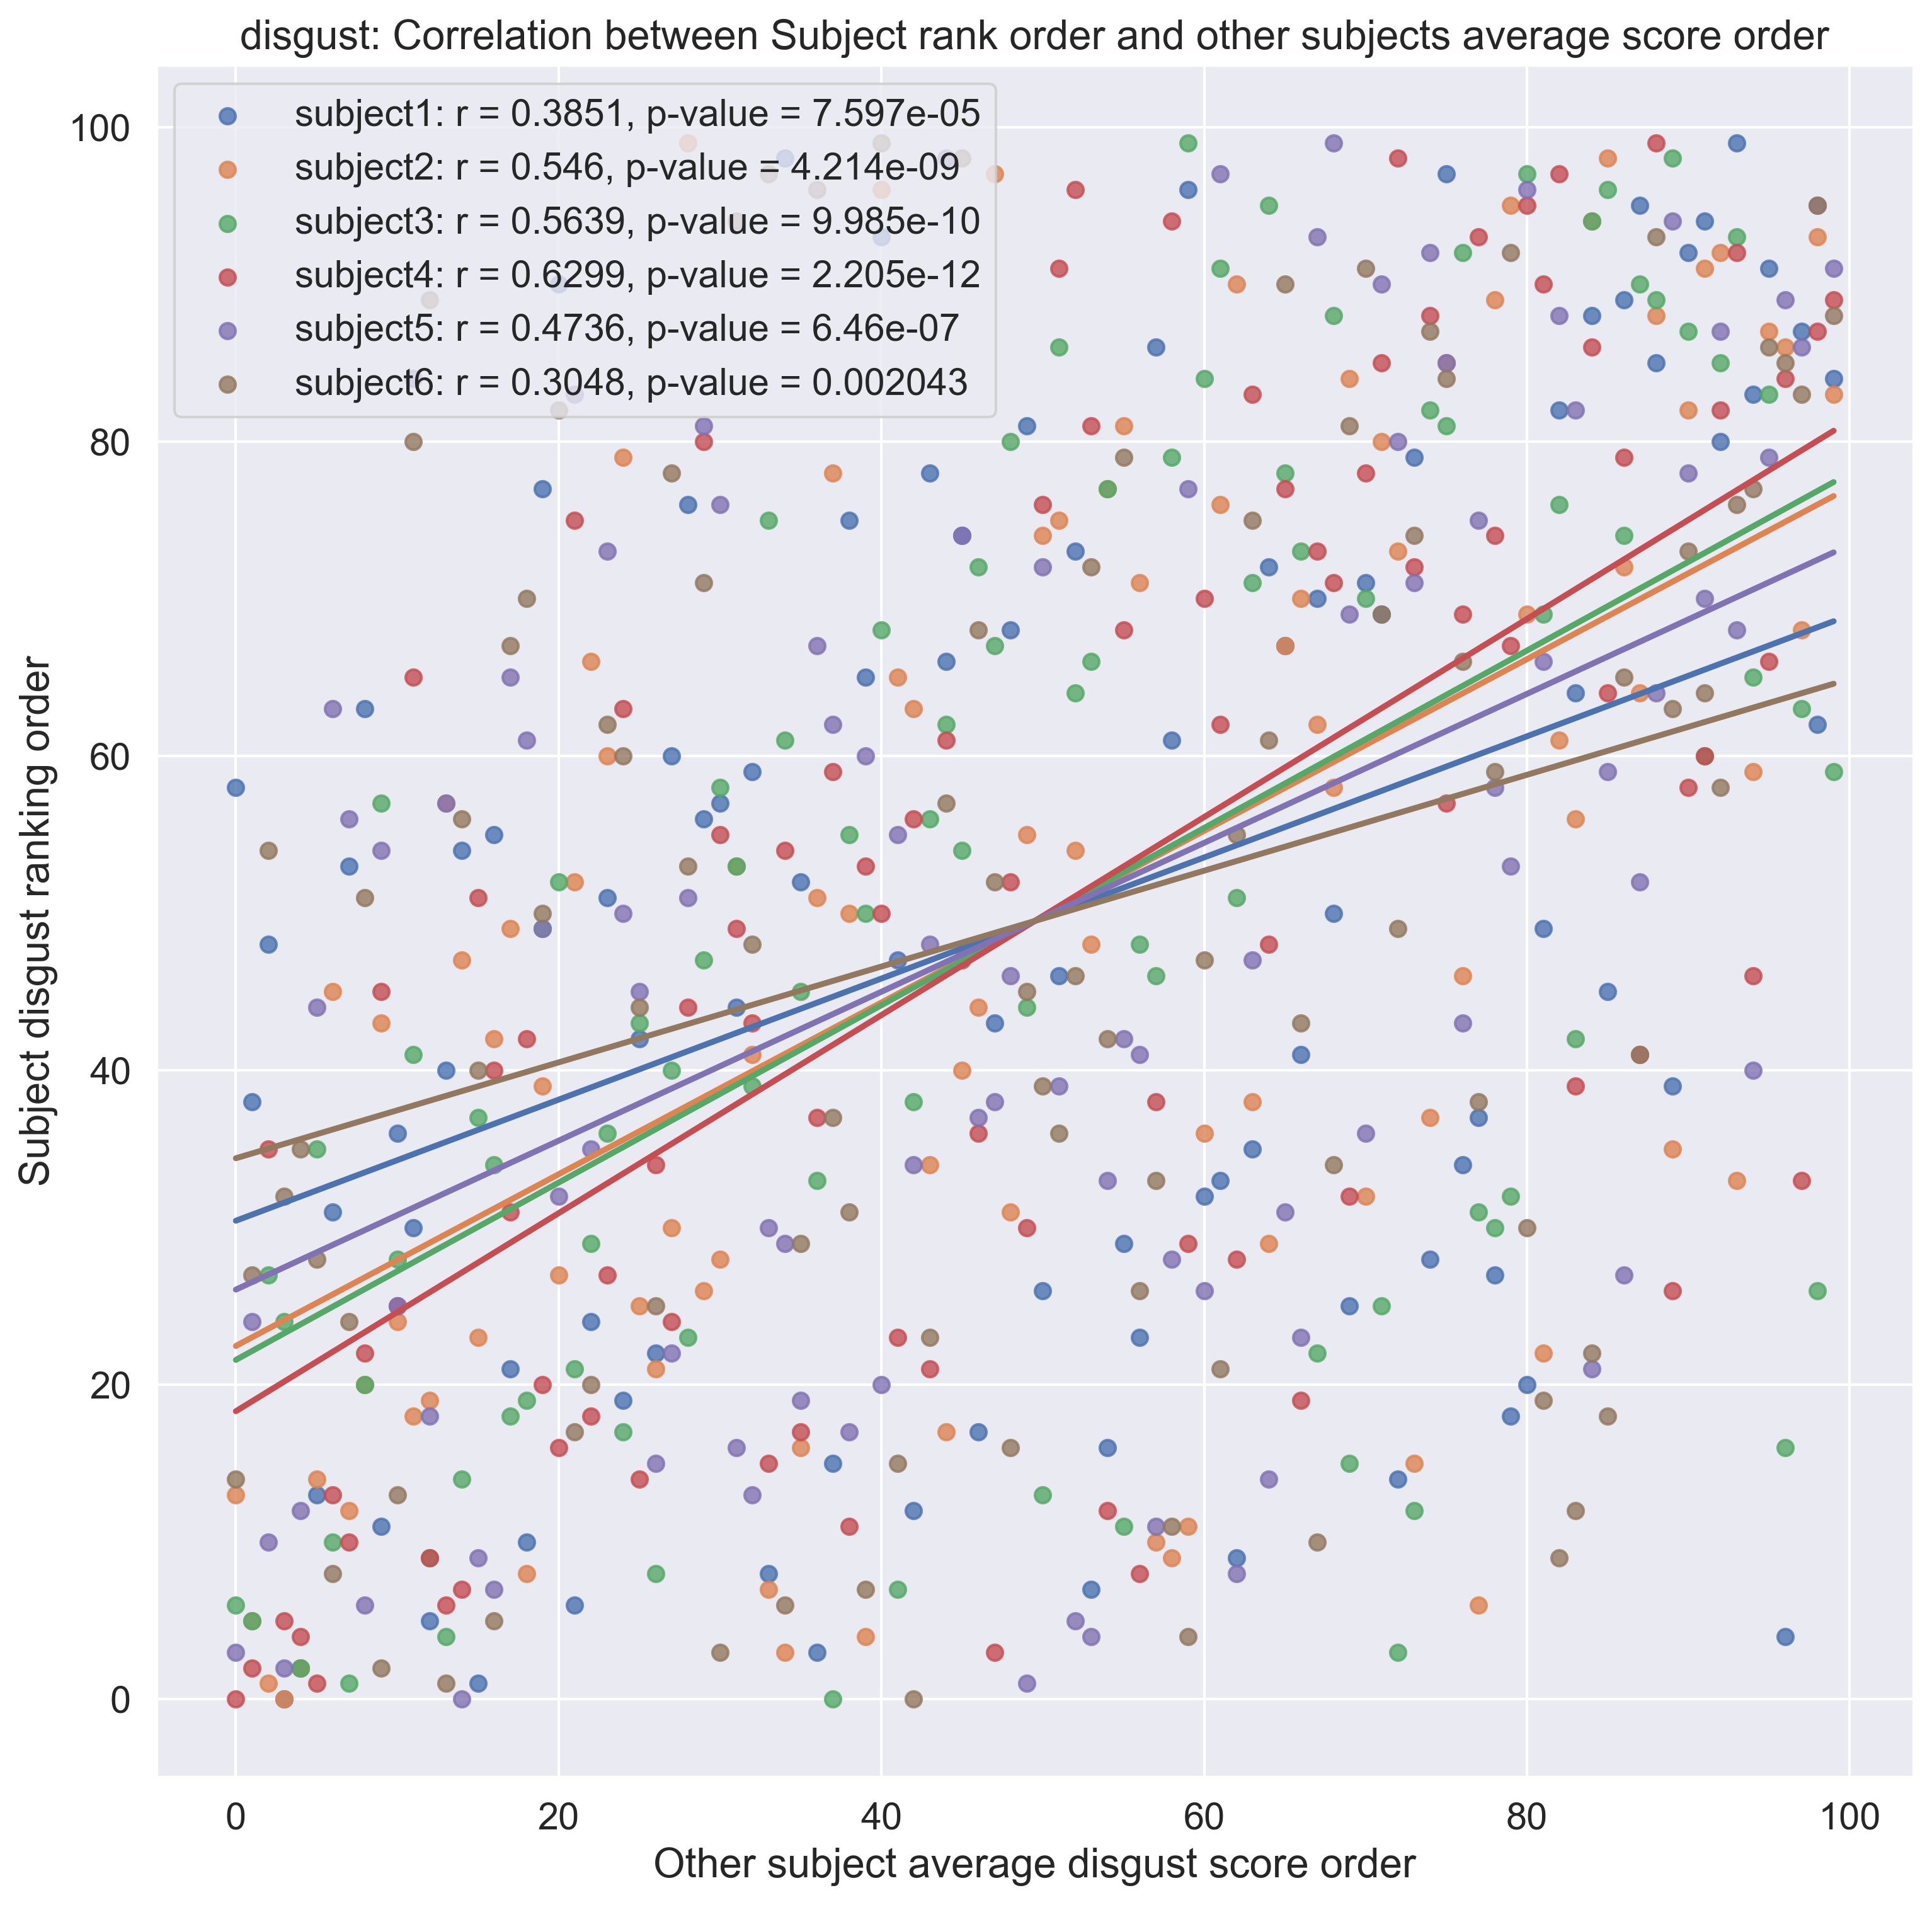 disgust: Correlation between Subject rank order and other subjects average score order
subject1: r = 0.3851, p-value = 7.597e-05
subject2: r = 0.546, p-value = 4.214e-09
subject3: r = 0.5639, p-value = 9.985e-10
subject4: r = 0.6299, p-value = 2.205e-12
subject5: r = 0.4736, p-value = 6.46e-07
subject6: r = 0.3048, p-value = 0.002043
Subject disgust ranking order
100
80
60
40
20
0
0 20 40 60 80 100
Other subject average disgust score order